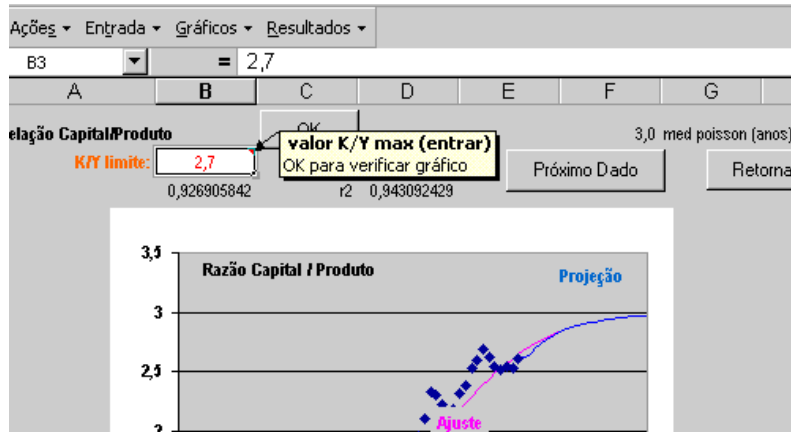 Ações Entrada Gráficos Resultados
B3 = 2,7
A B C D E F G
elação Capital/Produto OK 3,0 med poisson (anos)
K/Y limite: 2,7
valor K/Y max (entrar)
OK para verificar gráfico
Próximo Dado Retorna
0,926905842 r2 0,943092429
3,5
Razão Capital / Produto
Projeção
3
2,5
Ajuste
2